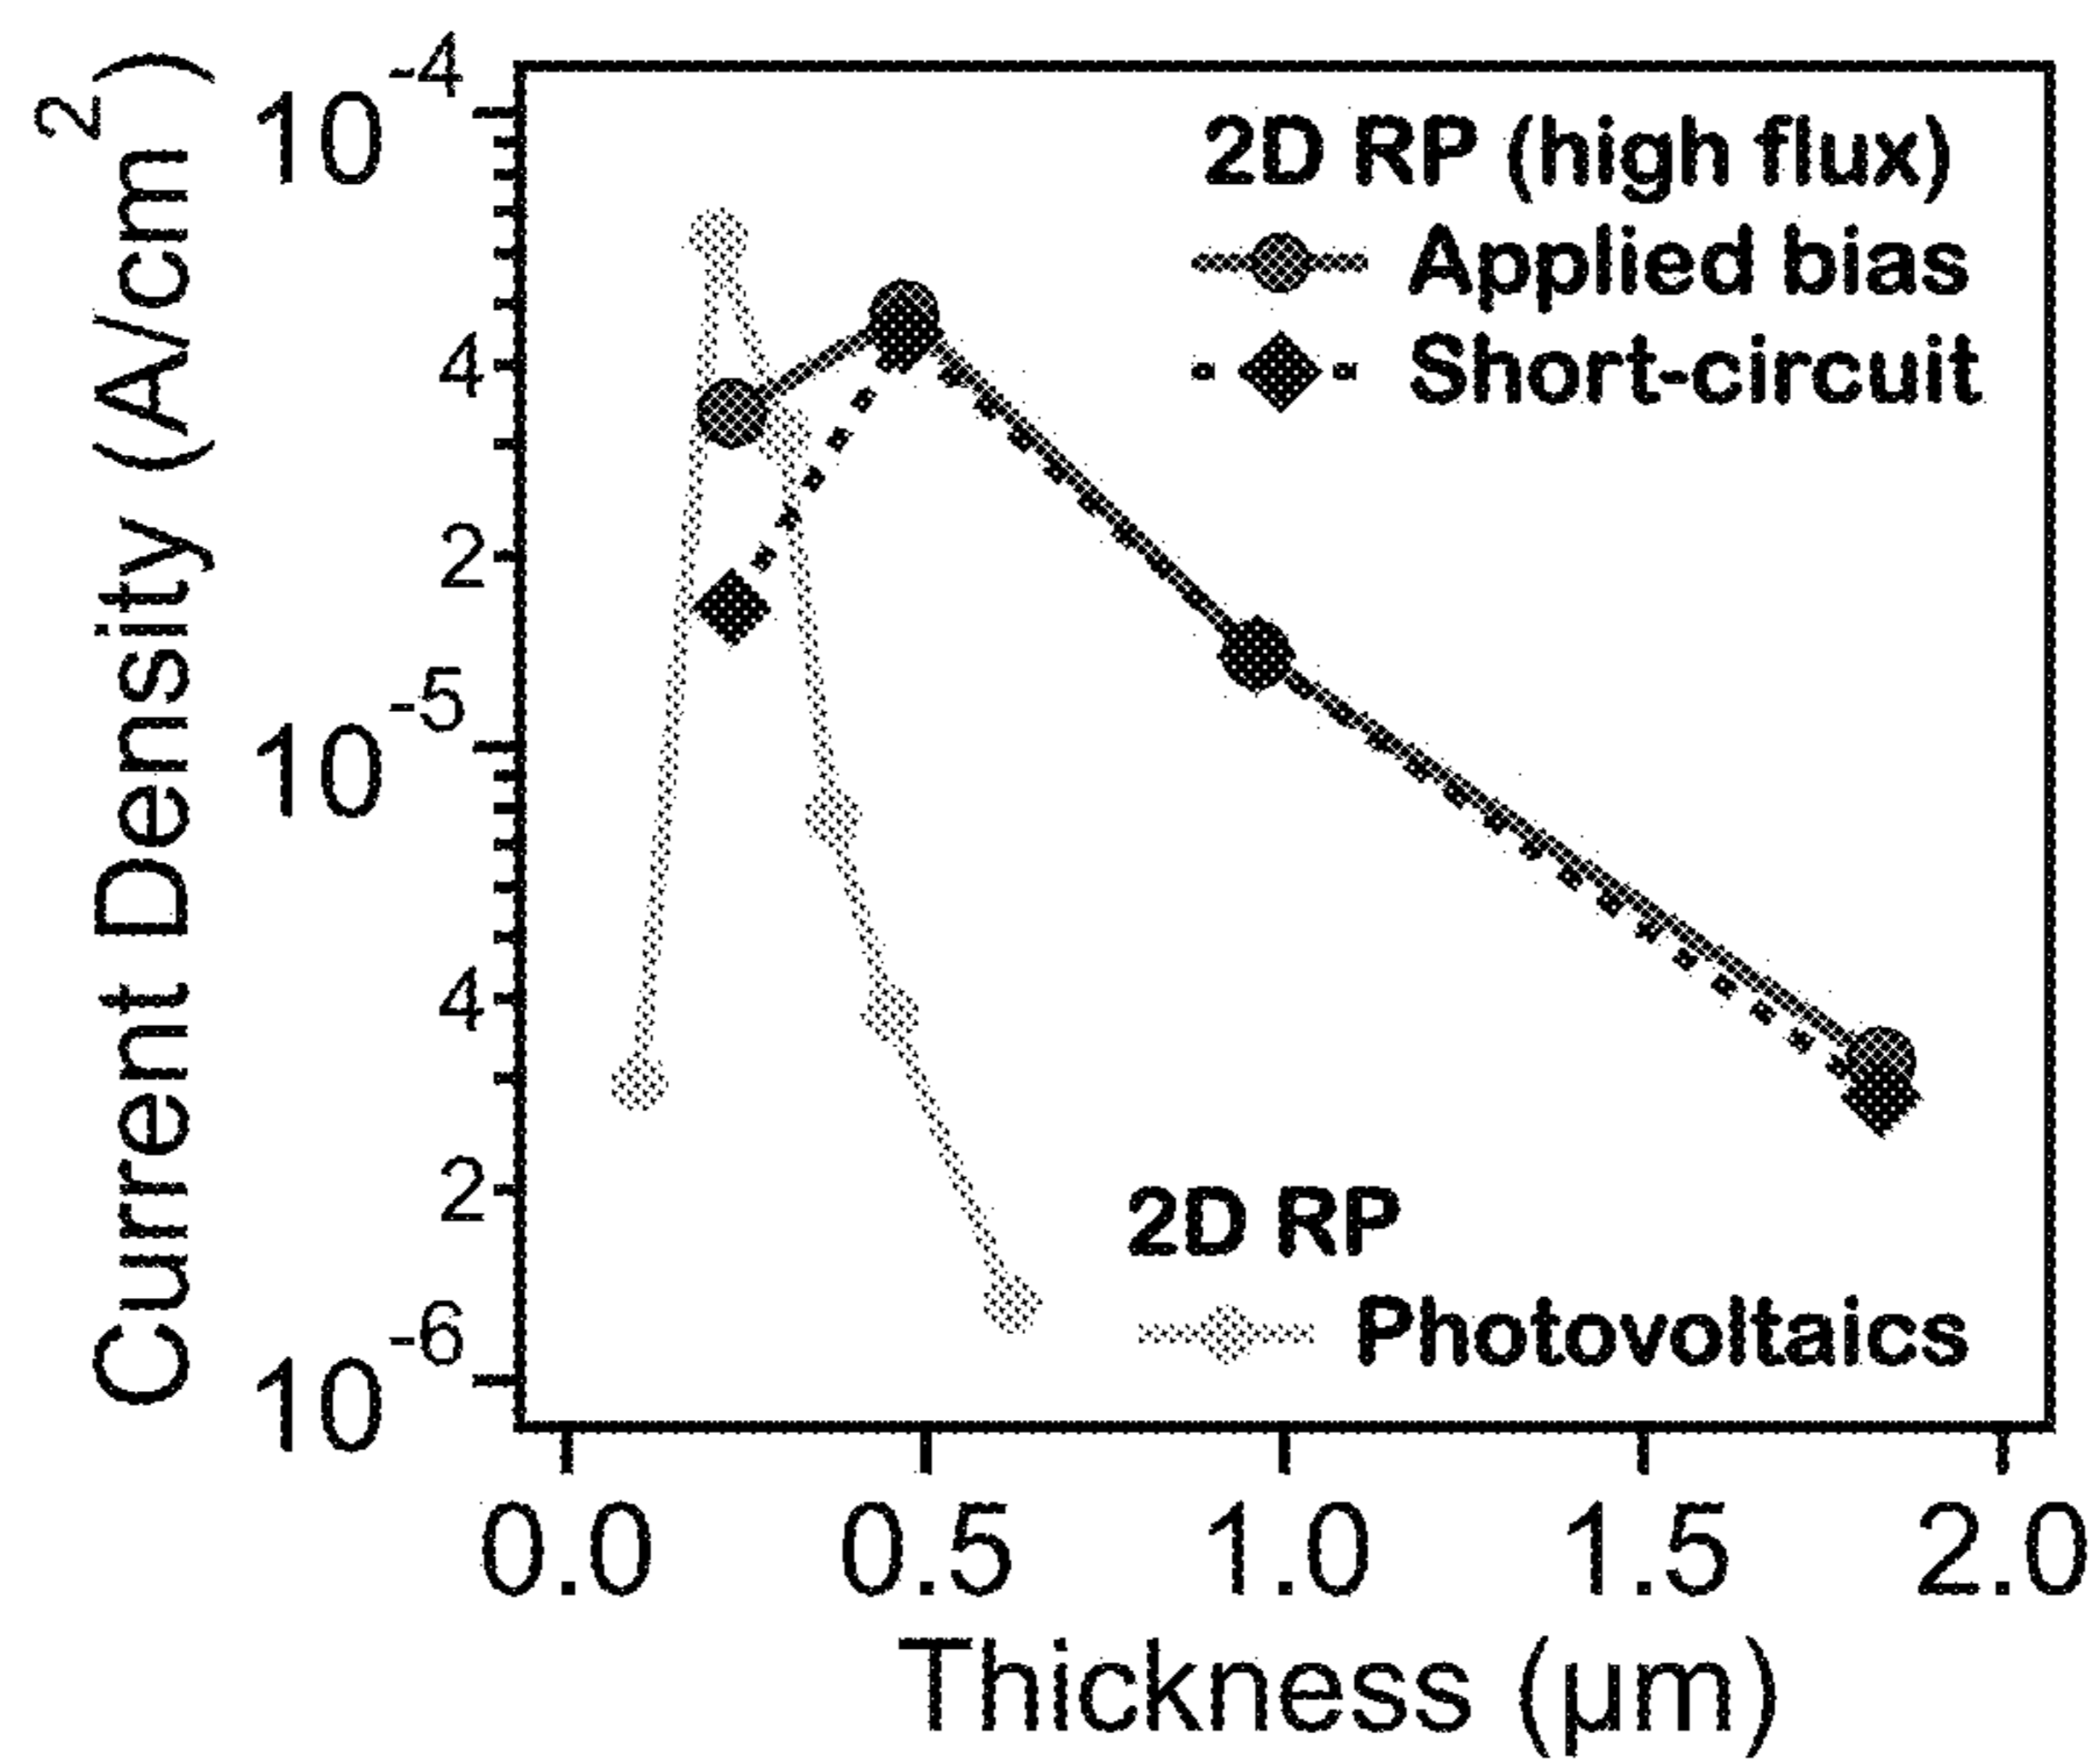 Current Density (A/cm²)
10⁻⁴
4
2
10⁻⁵
4
2
10⁻⁶
2D RP (high flux)
Applied bias
Short-circuit
2D RP
Photovoltaics
0.0 0.5 1.0 1.5 2.0
Thickness (µm)